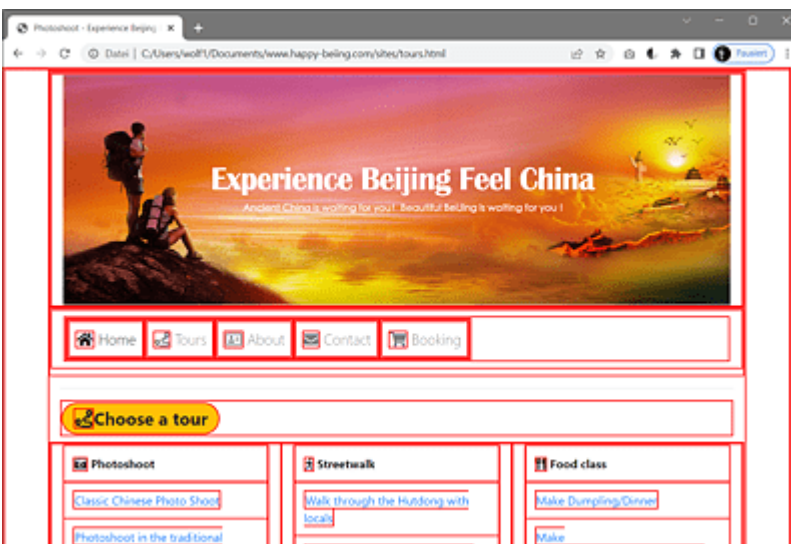 Photoshoot - Experience Beijing
Datei | C:/Users/wolf1/Documents/www.happy-beiing.com/sites/tours.html
Pausiert
Experience Beijing Feel China
Ancient China is waiting for you! Beautiful BeiJing is waiting for you !
Home Tours About Contact Booking
Choose a tour
Photoshoot Streetwalk Food class
Classic Chinese Photo Shoot Walk through the Hutdong with Make Dumpling/Dinner
locals
Photoshoot in the traditional Make